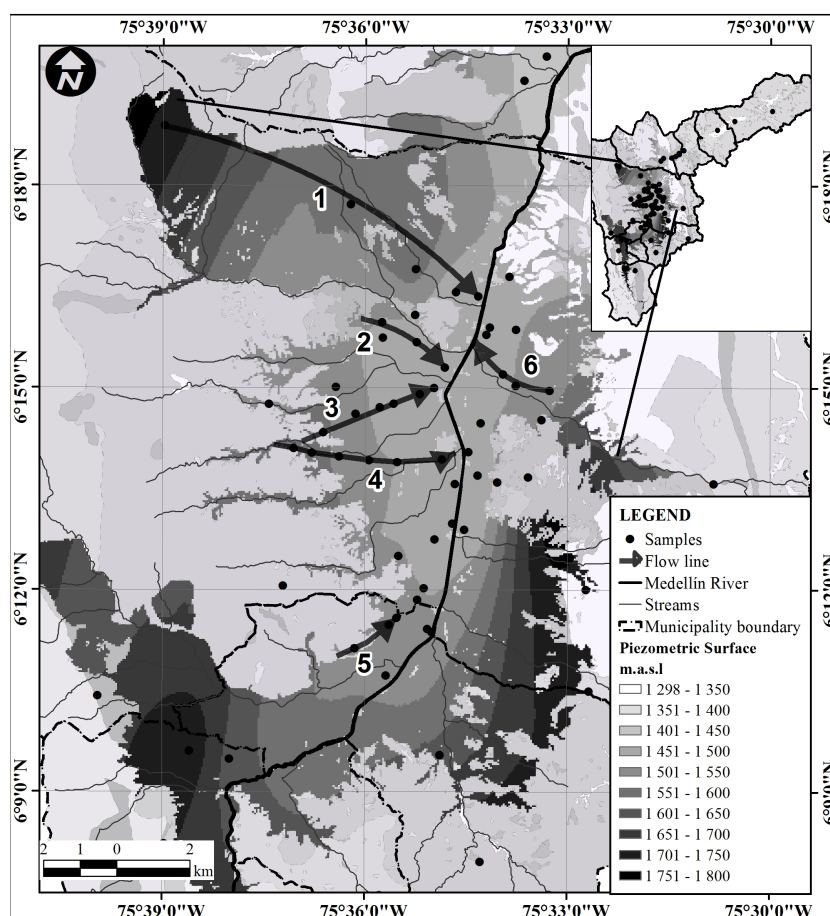 75°39'0"W 75°36'0"W 75°33'0"W 75°30'0"W
N
6°18'0"N 6°18'0"N
1
2
6
6°15'0"N 6°15'0"N
3
4
LEGEND
Samples
Flow line
Medellín River
Streams
Municipality boundary
Piezometric Surface
m.a.s.l
1 298 - 1 350
1 351 - 1 400
1 401 - 1 450
1 451 - 1 500
1 501 - 1 550
1 551 - 1 600
1 601 - 1 650
1 651 - 1 700
1 701 - 1 750
1 751 - 1 800
6°12'0"N 6°12'0"N
5
6°9'0"N 6°9'0"N
2 1 0 2
km
75°39'0"W 75°36'0"W 75°33'0"W 75°30'0"W